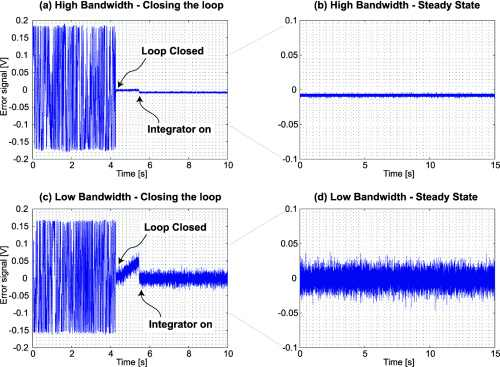 (a) High Bandwidth - Closing the loop
Error signal [V]
0.2
0.15
0.1
0.05
0
-0.05
-0.1
-0.15
-0.2
Loop Closed
Integrator on
0 2 4 6 8 10
Time [s]
(b) High Bandwidth - Steady State
0.1
0.05
0
-0.05
-0.1
0 5 10 15
Time [s]
(c) Low Bandwidth - Closing the loop
Error signal [V]
0.2
0.15
0.1
0.05
0
-0.05
-0.1
-0.15
-0.2
Loop Closed
Integrator on
0 2 4 6 8 10
Time [s]
(d) Low Bandwidth - Steady State
0.1
0.05
0
-0.05
-0.1
0 5 10 15
Time [s]